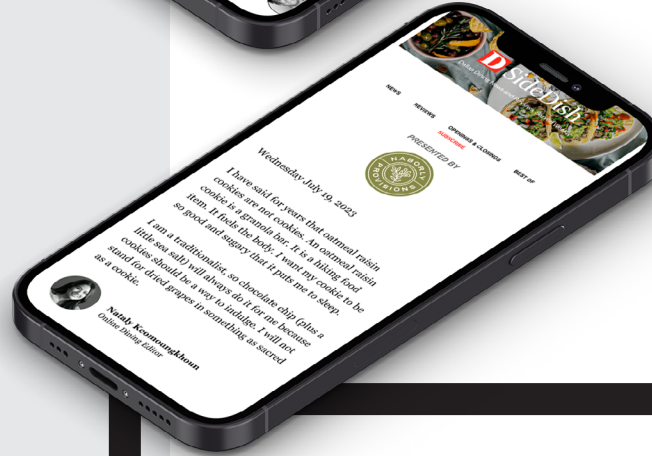 D SideDish
NEWS
REVIEWS
OPENINGS & CLOSINGS
BEST OF
SUBSCRIBE
PRESENTED BY
NABORLY
PROVISIONS
Wednesday July 19, 2023
I have said for years that oatmeal raisin
cookies are not cookies. An oatmeal raisin
cookie is a granola bar. It is a hiking food
item. It fuels the body. I want my cookie to be
so good and sugary that it puts me to sleep.
I am a traditionalist, so chocolate chip (plus a
little sea salt) will always do it for me because
cookies should be a way to indulge. I will not
stand for dried grapes in something as sacred
as a cookie.
Nataly Keomoungkhoun
Online Dining Editor